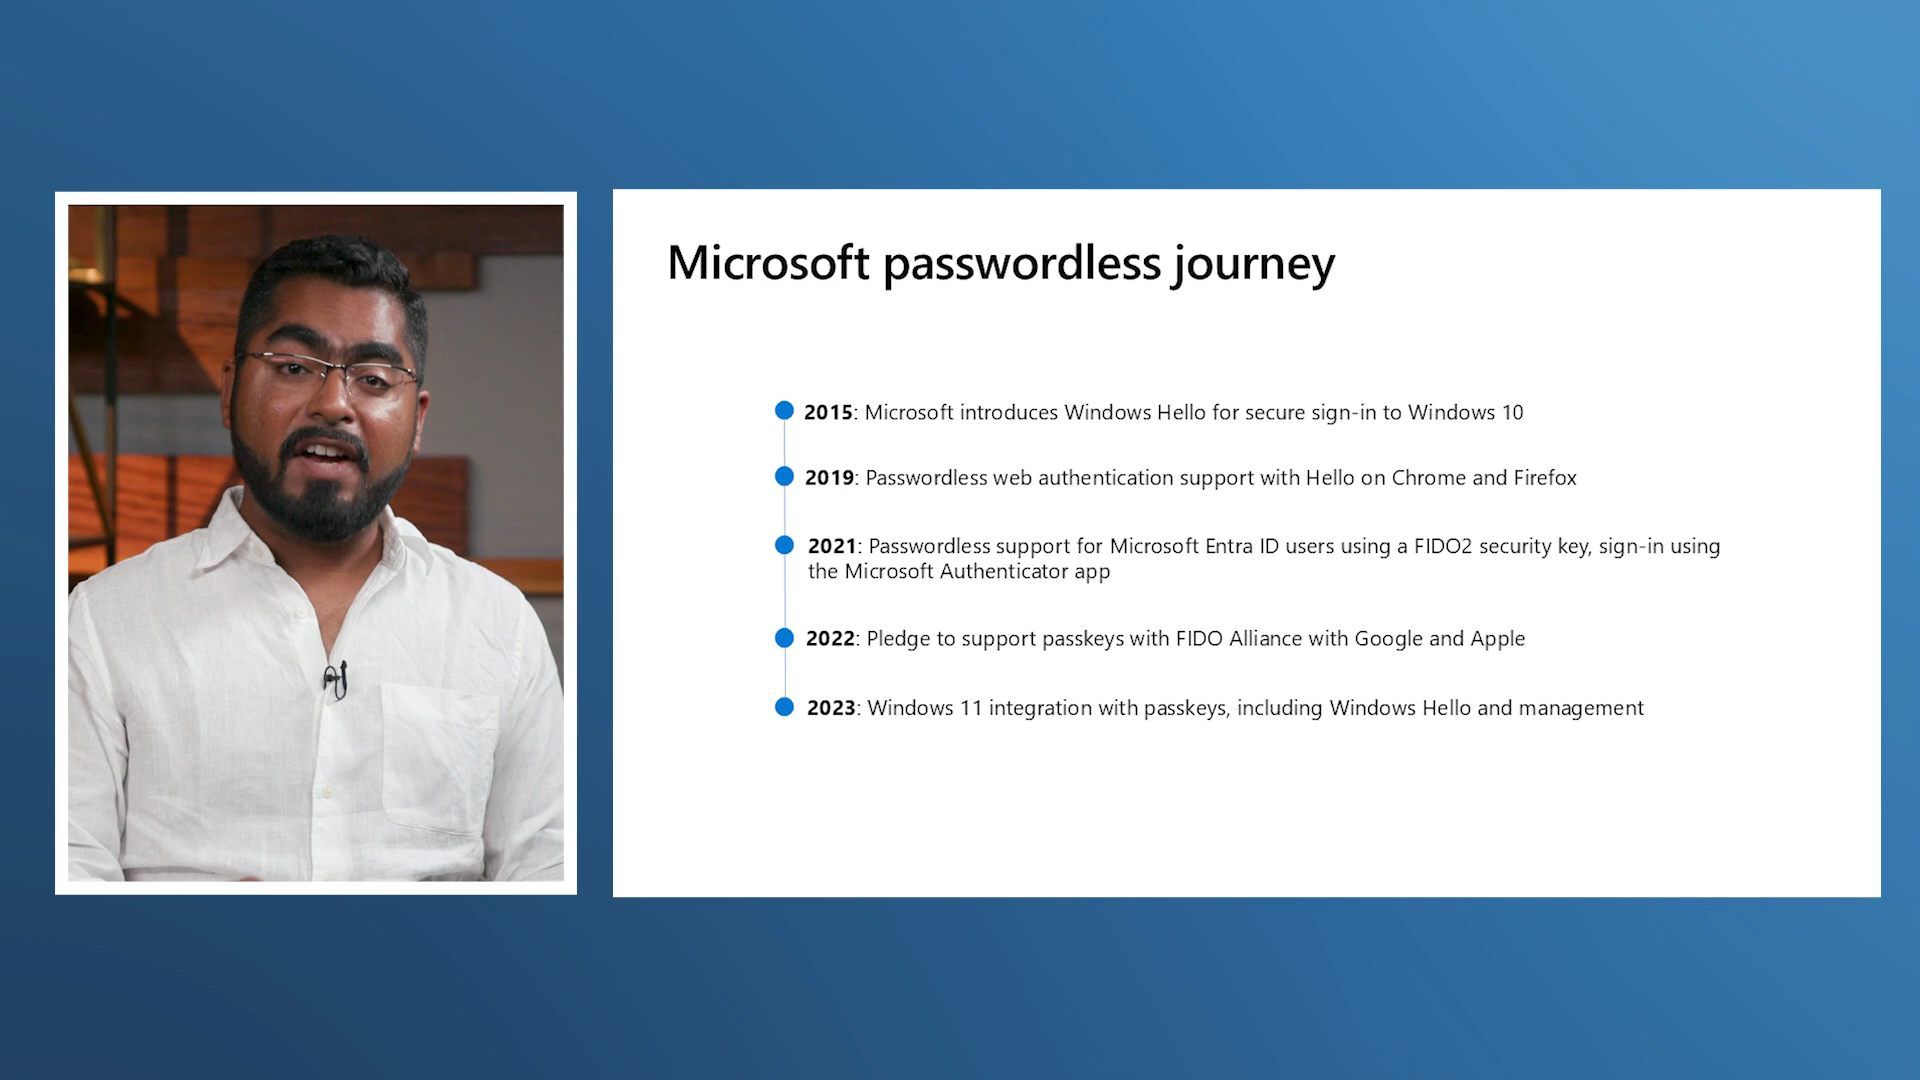 Microsoft passwordless journey
2015: Microsoft introduces Windows Hello for secure sign-in to Windows 10
2019: Passwordless web authentication support with Hello on Chrome and Firefox
2021: Passwordless support for Microsoft Entra ID users using a FIDO2 security key, sign-in using
the Microsoft Authenticator app
2022: Pledge to support passkeys with FIDO Alliance with Google and Apple
2023: Windows 11 integration with passkeys, including Windows Hello and management